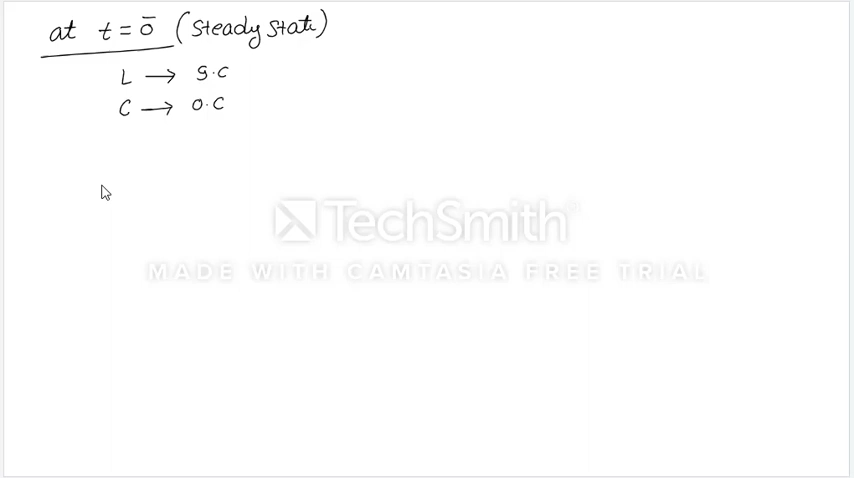 at t = 0̄ (Steady state)
L → S.C
C → O.C
TechSmith
MADE WITH CAMTASIA FREE TRIAL